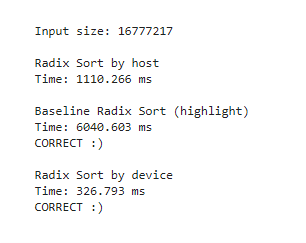 Input size: 16777217
Radix Sort by host
Time: 1110.266 ms
Baseline Radix Sort (highlight)
Time: 6040.603 ms
CORRECT :)
Radix Sort by device
Time: 326.793 ms
CORRECT :)